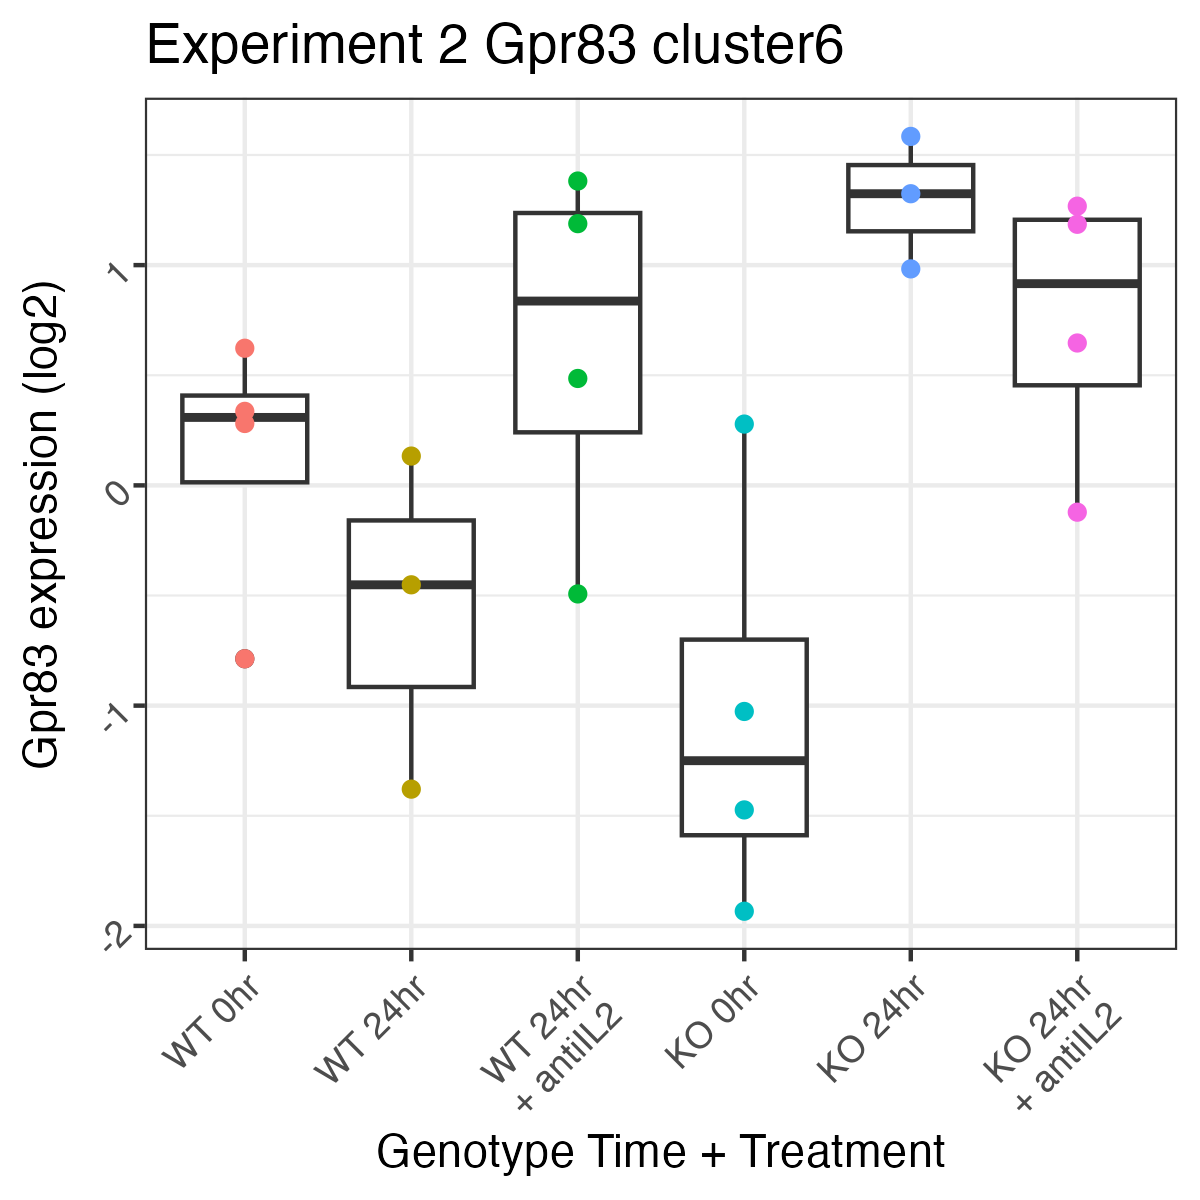 Experiment 2 Gpr83 cluster6
Gpr83 expression (log2)
1
0
-1
-2
WT 0hr
WT 24hr
WT 24hr
+ antiIL2
KO 0hr
KO 24hr
KO 24hr
+ antiIL2
Genotype Time + Treatment